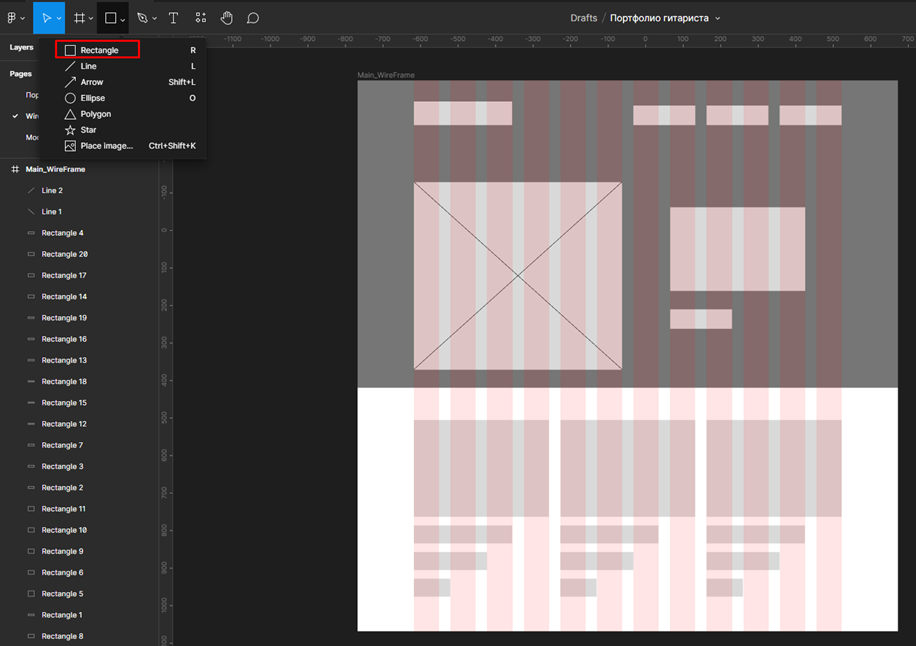 Drafts / Портфолио гитариста
Layers
Rectangle R
Line L
Arrow Shift+L
Ellipse O
Polygon
Star
Place image... Ctrl+Shift+K
Pages
Main_WireFrame
Line 2
Line 1
Rectangle 4
Rectangle 20
Rectangle 17
Rectangle 14
Rectangle 19
Rectangle 16
Rectangle 13
Rectangle 18
Rectangle 15
Rectangle 12
Rectangle 7
Rectangle 3
Rectangle 2
Rectangle 11
Rectangle 10
Rectangle 9
Rectangle 6
Rectangle 5
Rectangle 1
Rectangle 8
-1100 -1000 -900 -800 -700 -600 -500 -400 -300 -200 -100 0 100 200 300 400 500 600 700
-100
0
100
200
300
400
500
600
700
800
900
1000
Main_WireFrame